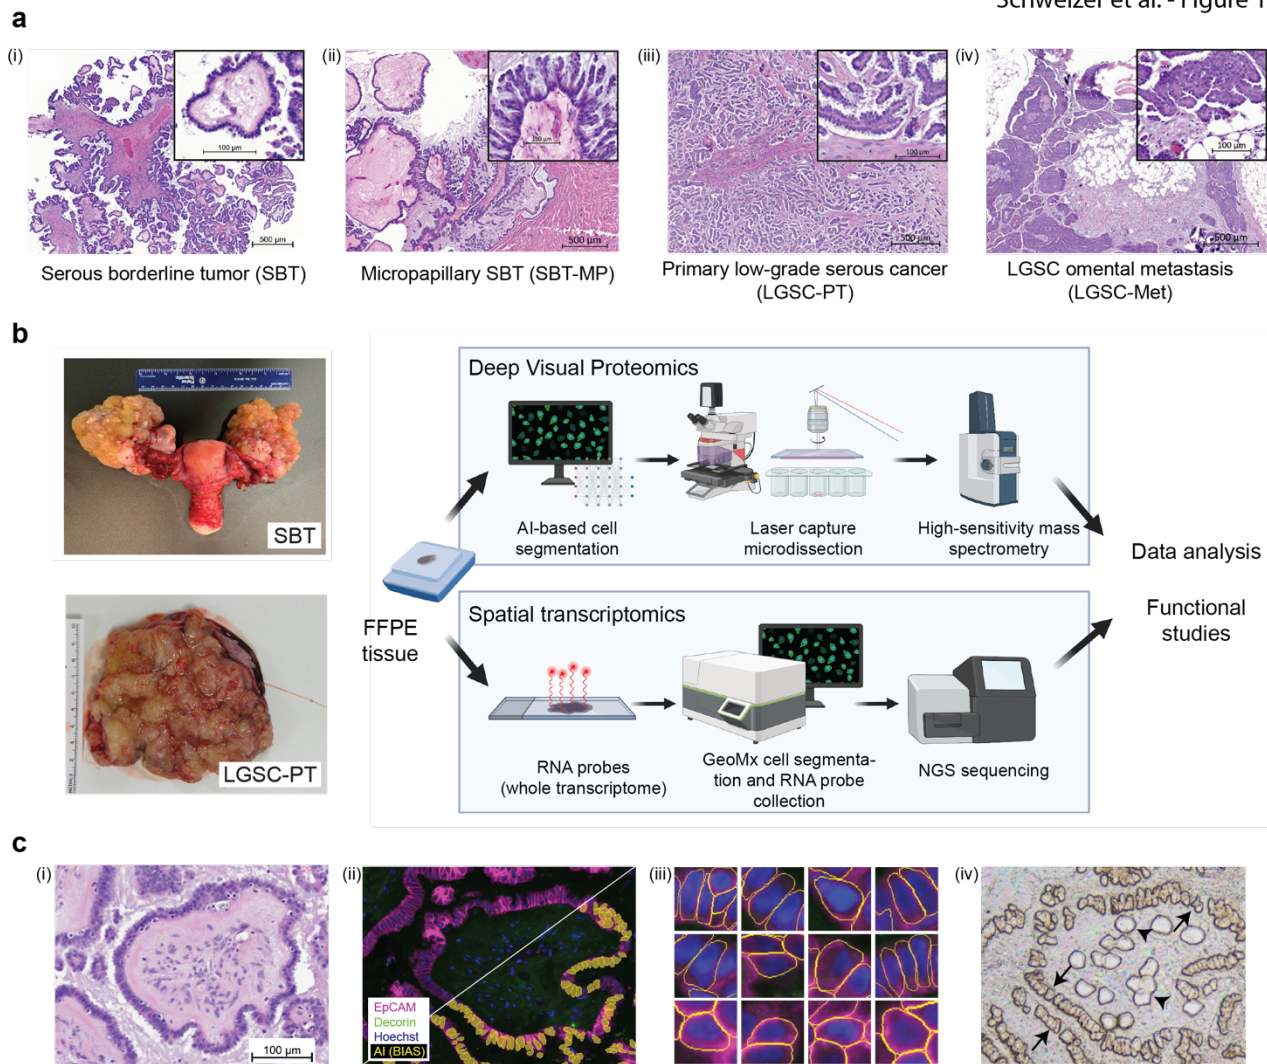 Schweizer et al. - Figure 1
a
(i)
(ii)
(iii)
(iv)
100 µm
500 µm
100 µm
500 µm
100 µm
500 µm
100 µm
500 µm
Serous borderline tumor (SBT)
Micropapillary SBT (SBT-MP)
Primary low-grade serous cancer
(LGSC-PT)
LGSC omental metastasis
(LGSC-Met)
b
SBT
LGSC-PT
FFPE
tissue
Deep Visual Proteomics
AI-based cell
segmentation
Laser capture
microdissection
High-sensitivity mass
spectrometry
Spatial transcriptomics
RNA probes
(whole transcriptome)
GeoMx cell segmenta-
tion and RNA probe
collection
NGS sequencing
Data analysis
Functional
studies
c
(i)
(ii)
(iii)
(iv)
100 µm
EpCAM
Decorin
Hoechst
AI (BIAS)